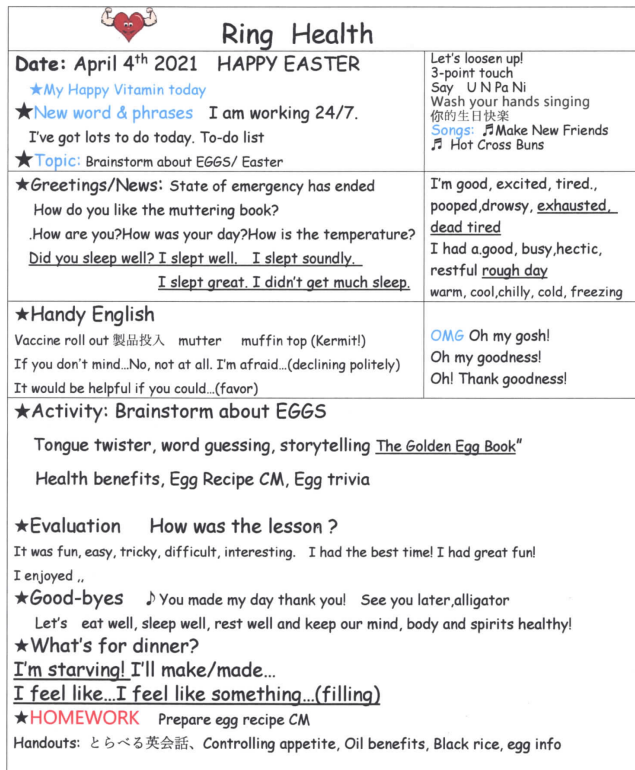 Ring Health
Date: April 4th 2021 HAPPY EASTER
★My Happy Vitamin today
★New word & phrases I am working 24/7.
I've got lots to do today. To-do list
★Topic: Brainstorm about EGGS/ Easter
Let's loosen up!
3-point touch
Say U N Pa Ni
Wash your hands singing
你的生日快楽
Songs: ♬Make New Friends
♬ Hot Cross Buns
★Greetings/News: State of emergency has ended
How do you like the muttering book?
.How are you?How was your day?How is the temperature?
Did you sleep well? I slept well. I slept soundly.
I slept great. I didn't get much sleep.
I'm good, excited, tired.,
pooped,drowsy, exhausted,
dead tired
I had a.good, busy,hectic,
restful rough day
warm, cool,chilly, cold, freezing
★Handy English
Vaccine roll out 製品投入 mutter muffin top (Kermit!)
If you don't mind…No, not at all. I'm afraid…(declining politely)
It would be helpful if you could…(favor)
OMG Oh my gosh!
Oh my goodness!
Oh! Thank goodness!
★Activity: Brainstorm about EGGS
Tongue twister, word guessing, storytelling The Golden Egg Book”
Health benefits, Egg Recipe CM, Egg trivia
★Evaluation How was the lesson ?
It was fun, easy, tricky, difficult, interesting. I had the best time! I had great fun!
I enjoyed ,,
★Good-byes ♪You made my day thank you! See you later,alligator
Let's eat well, sleep well, rest well and keep our mind, body and spirits healthy!
★What's for dinner?
I'm starving! I'll make/made…
I feel like…I feel like something…(filling)
★HOMEWORK Prepare egg recipe CM
Handouts: とらべる英会話、Controlling appetite, Oil benefits, Black rice, egg info